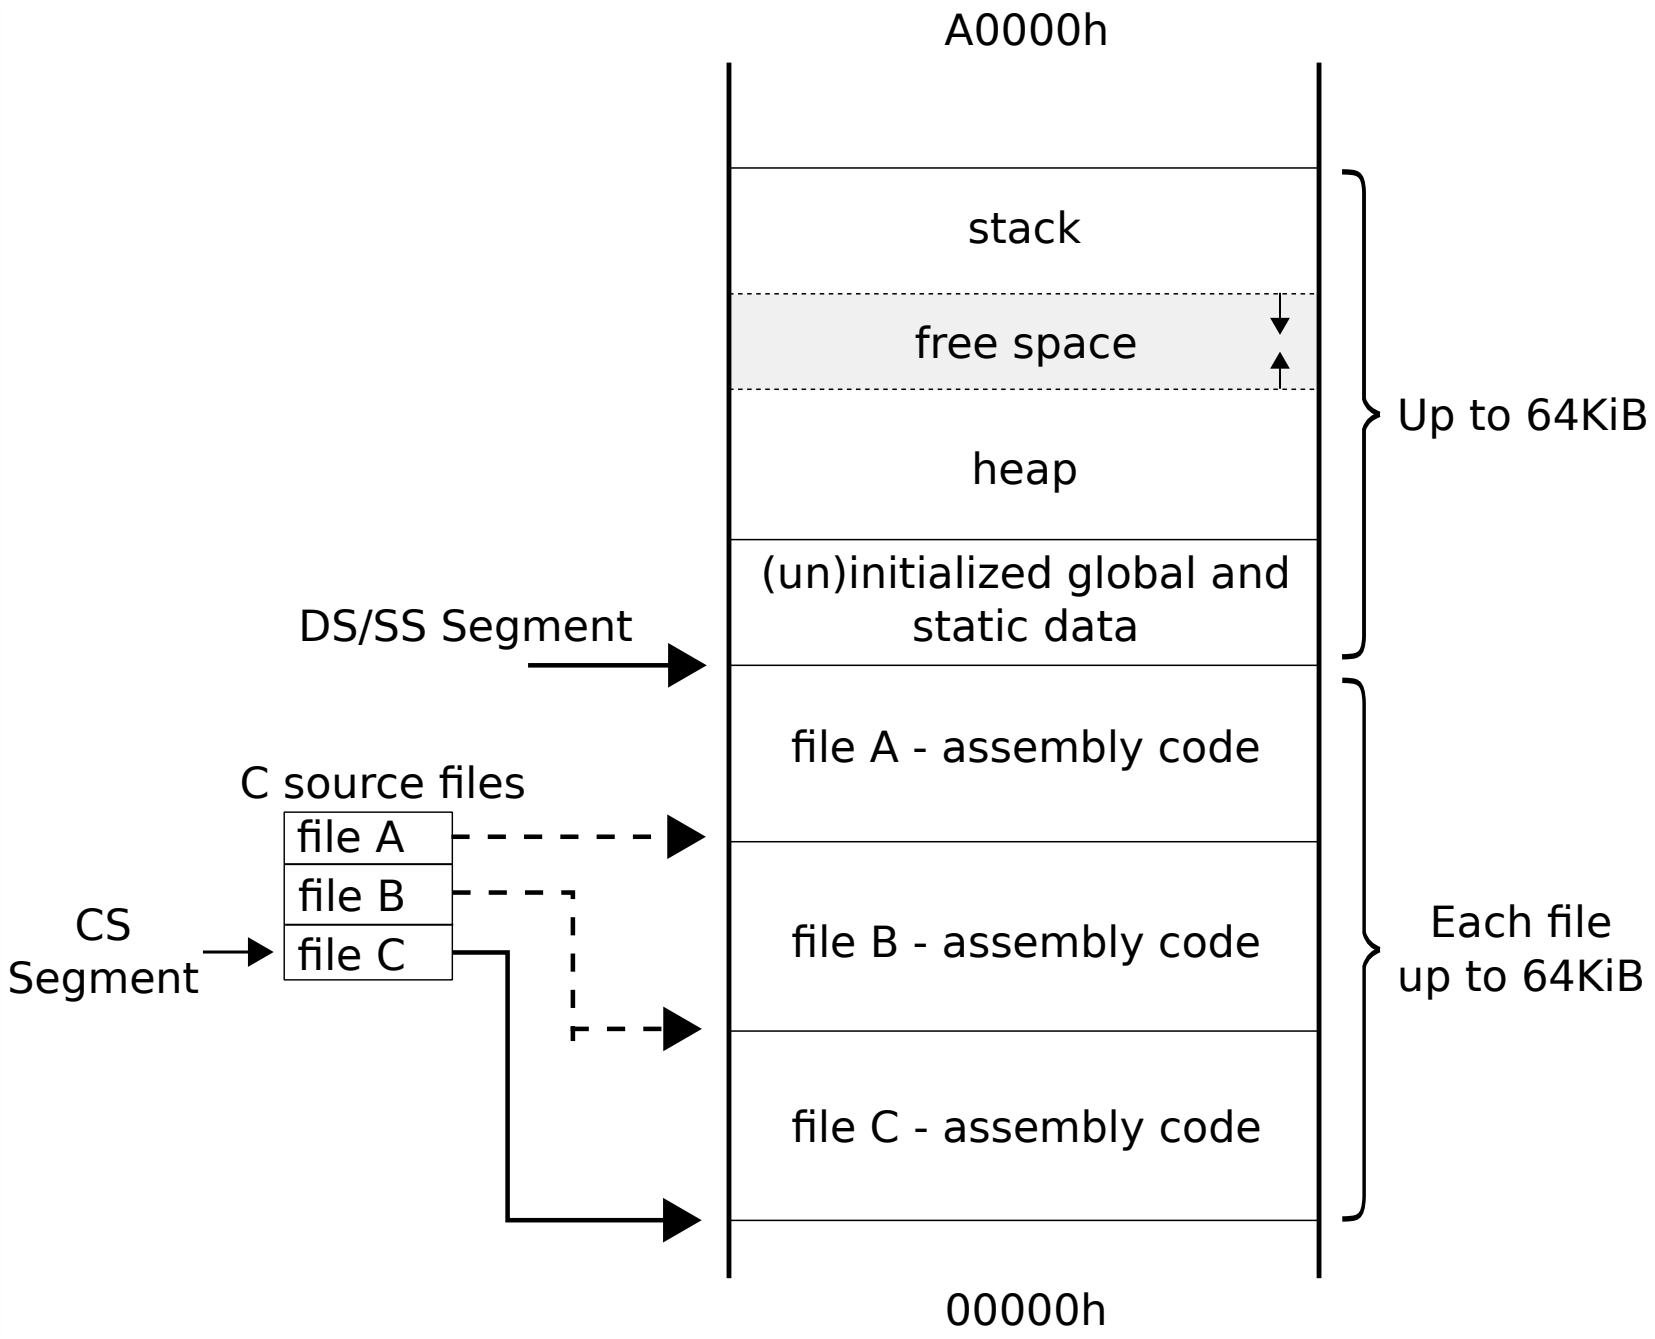 A0000h
stack
free space
heap
Up to 64KiB
(un)initialized global and
static data
DS/SS Segment
file A - assembly code
C source files
file A
file B
file C
CS
Segment
file B - assembly code
Each file
up to 64KiB
file C - assembly code
00000h